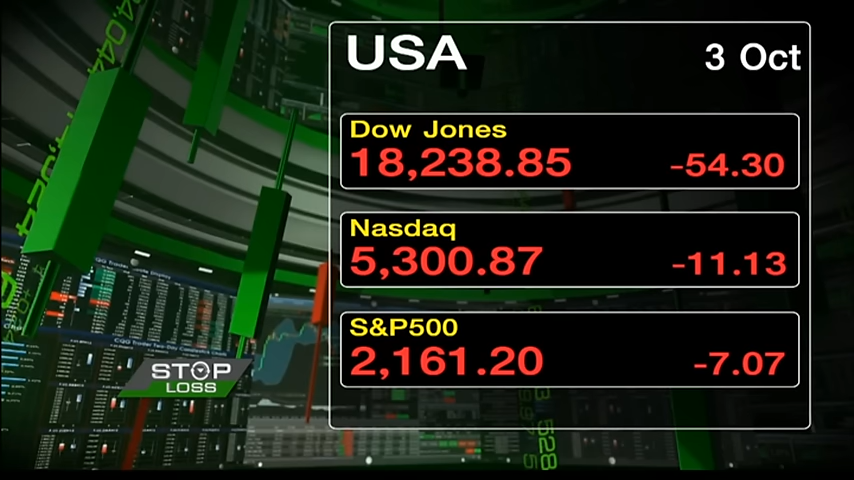 USA
3 Oct
Dow Jones
18,238.85 -54.30
Nasdaq
5,300.87 -11.13
S&P500
2,161.20 -7.07
STOP
LOSS